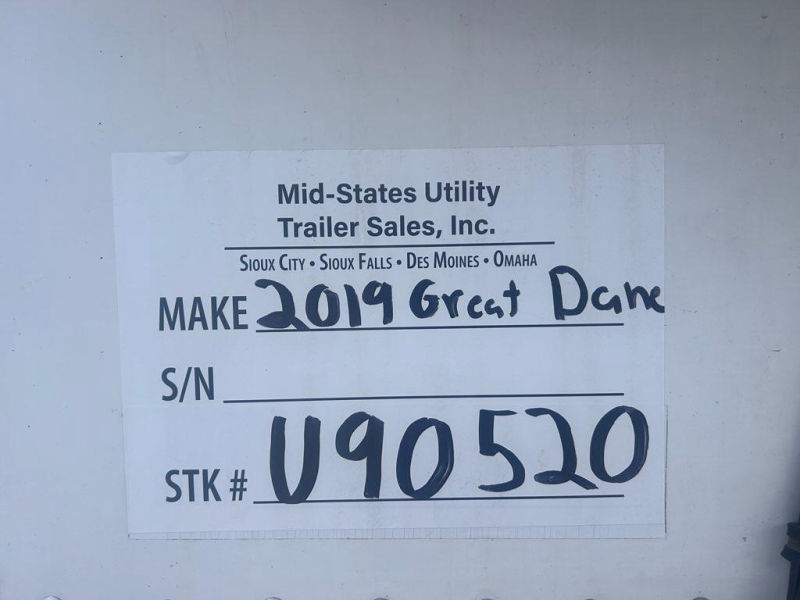 Mid-States Utility
Trailer Sales, Inc.
Sioux City • Sioux Falls • Des Moines • Omaha
MAKE 2019 Great Dane
S/N
STK # U90520